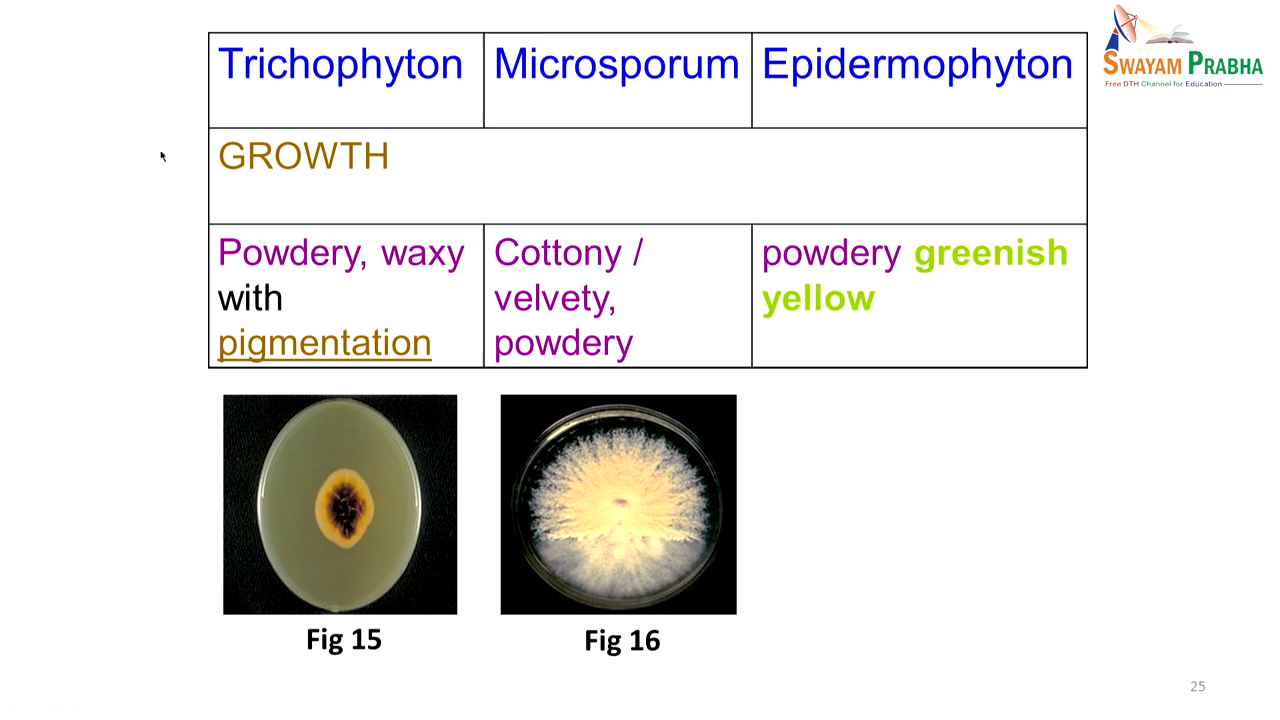 SWAYAM PRABHA
Free DTH Channel for Education
Trichophyton
Microsporum
Epidermophyton
GROWTH
Powdery, waxy
with
pigmentation
Cottony /
velvety,
powdery
powdery greenish
yellow
Fig 15
Fig 16
25